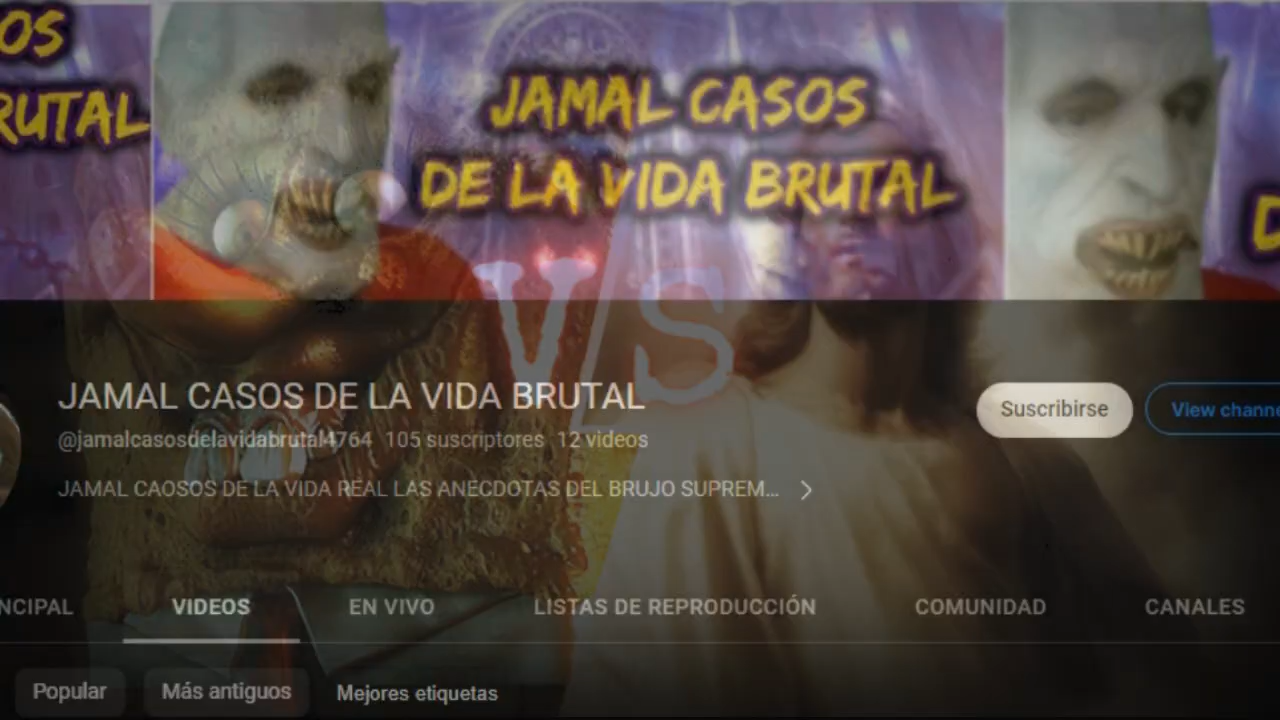 OS
RUTAL
JAMAL CASOS
DE LA VIDA BRUTAL
D
V/S
JAMAL CASOS DE LA VIDA BRUTAL
Suscribirse
View chann
@jamalcasosdelavidabrutal4764 105 suscriptores 12 videos
JAMAL CAOSOS DE LA VIDA REAL LAS ANECDOTAS DEL BRUJO SUPREM...
NCIPAL VIDEOS EN VIVO LISTAS DE REPRODUCCIÓN COMUNIDAD CANALES
Popular Más antiguos Mejores etiquetas